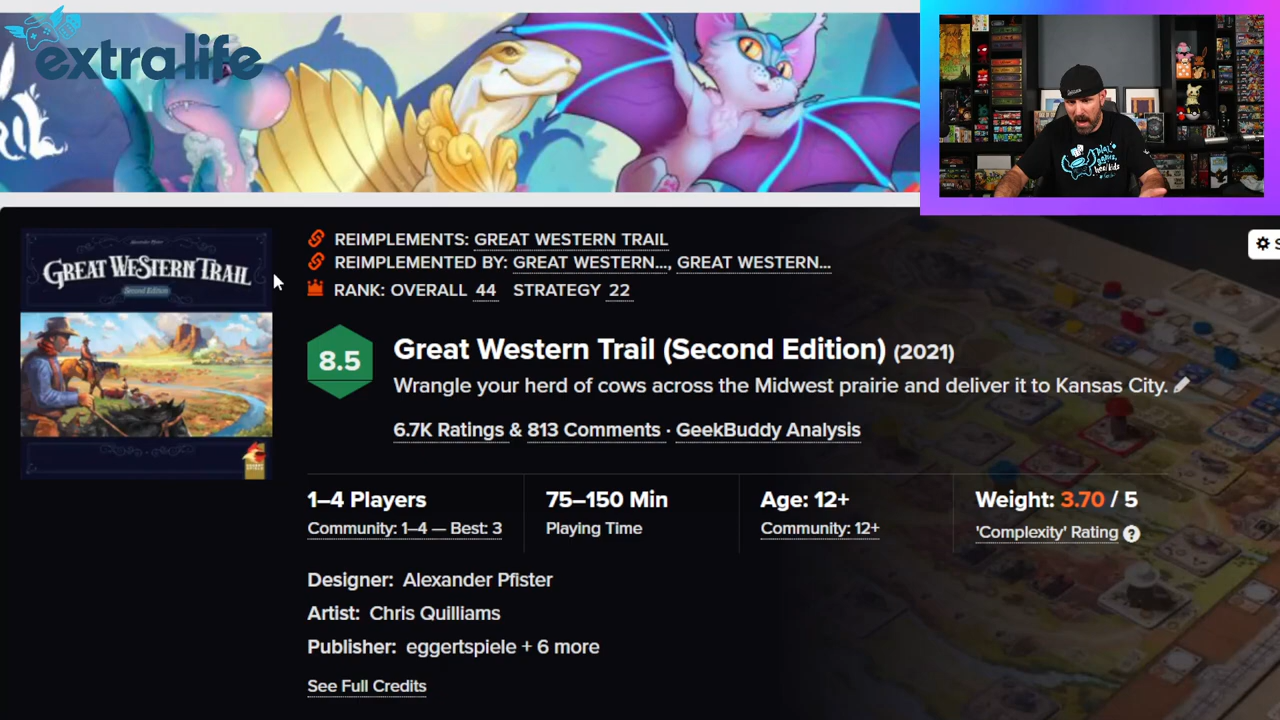 extra life
REIMPLEMENTS: GREAT WESTERN TRAIL
REIMPLEMENTED BY: GREAT WESTERN..., GREAT WESTERN...
RANK: OVERALL 44 STRATEGY 22
Alexander Pfister
GREAT WESTERN TRAIL
Second Edition
8.5
Great Western Trail (Second Edition) (2021)
Wrangle your herd of cows across the Midwest prairie and deliver it to Kansas City.
6.7K Ratings & 813 Comments · GeekBuddy Analysis
1–4 Players
75–150 Min
Age: 12+
Weight: 3.70 / 5
Community: 1–4 — Best: 3
Playing Time
Community: 12+
'Complexity' Rating ?
Designer: Alexander Pfister
Artist: Chris Quilliams
Publisher: eggertspiele + 6 more
See Full Credits